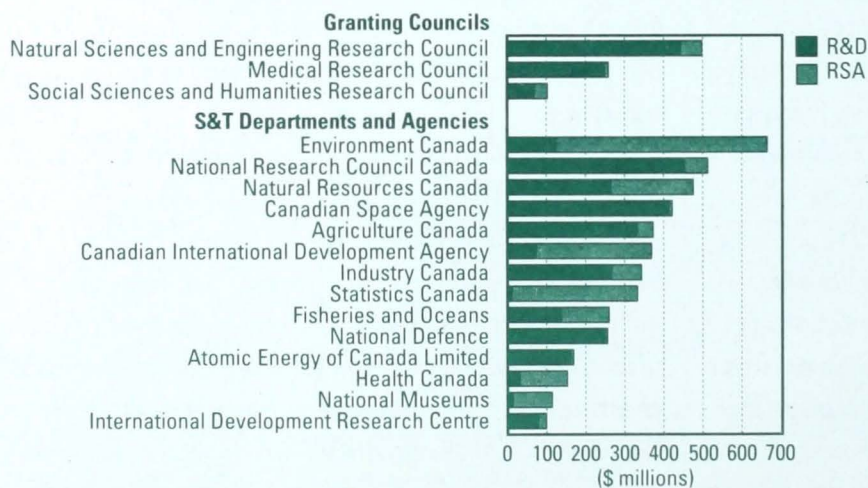 Granting Councils
Natural Sciences and Engineering Research Council
Medical Research Council
Social Sciences and Humanities Research Council
S&T Departments and Agencies
Environment Canada
National Research Council Canada
Natural Resources Canada
Canadian Space Agency
Agriculture Canada
Canadian International Development Agency
Industry Canada
Statistics Canada
Fisheries and Oceans
National Defence
Atomic Energy of Canada Limited
Health Canada
National Museums
International Development Research Centre
R&D
RSA
0 100 200 300 400 500 600 700
($ millions)